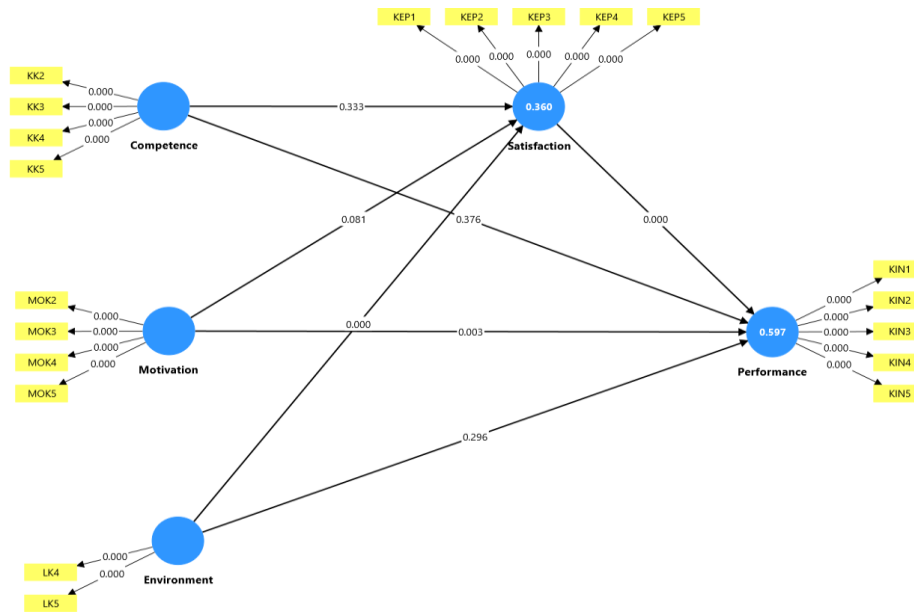 KEP1 KEP2 KEP3 KEP4 KEP5
0.000 0.000 0.000 0.000 0.000
KK2
KK3
KK4
KK5
0.000
0.000
0.000
0.000
Competence
0.333
0.360
Satisfaction
0.081
0.376
0.000
MOK2
MOK3
MOK4
MOK5
0.000
0.000
0.000
0.000
Motivation
0.000
0.003
0.597
Performance
KIN1
KIN2
KIN3
KIN4
KIN5
0.000
0.000
0.000
0.000
0.000
0.296
LK4
LK5
0.000
0.000
Environment